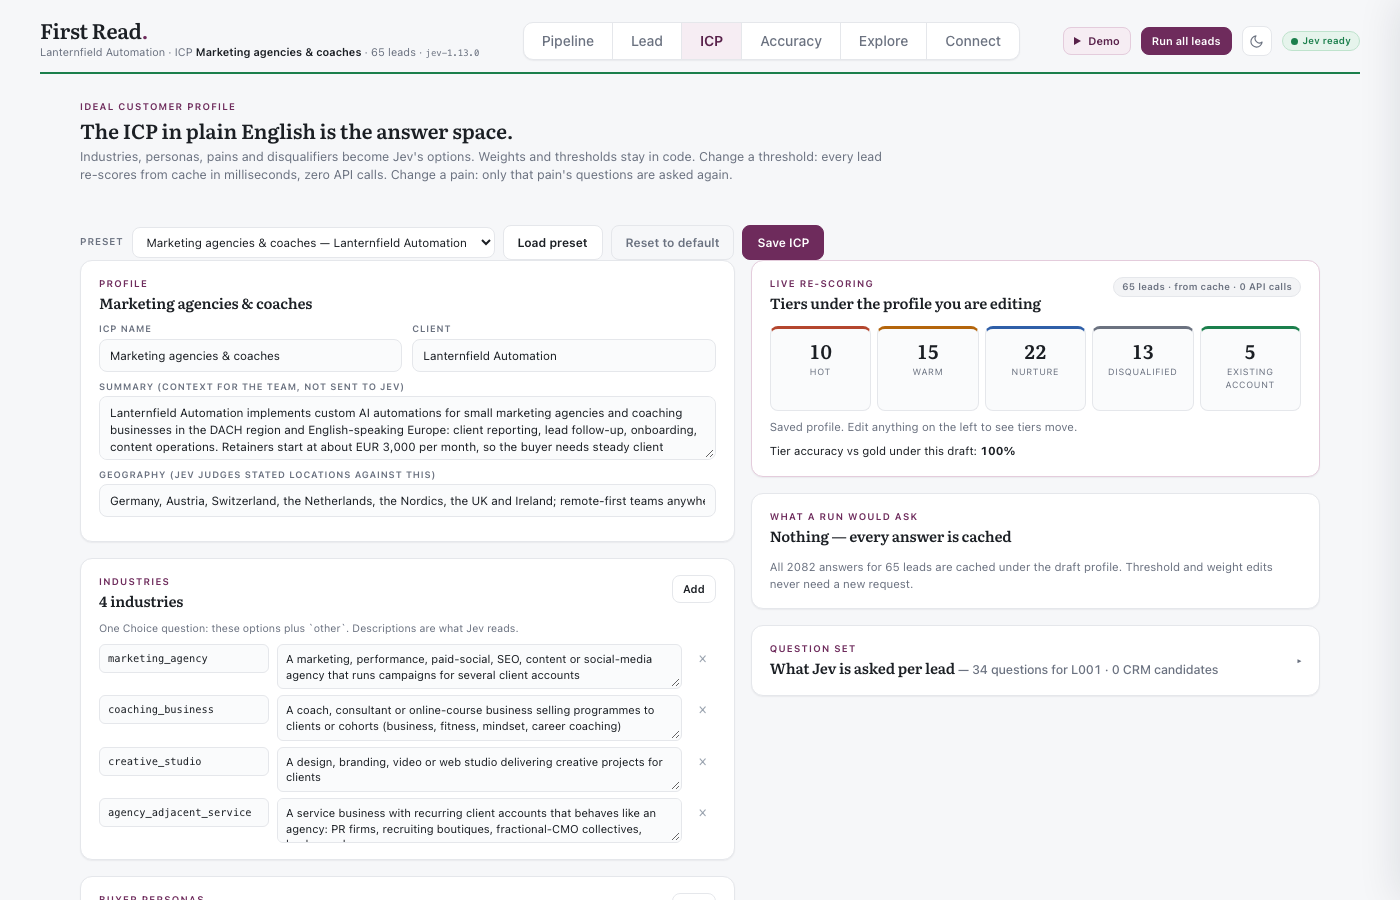 First Read.
Lanternfield Automation · ICP Marketing agencies & coaches · 65 leads · jev-1.13.0
Pipeline
Lead
ICP
Accuracy
Explore
Connect
Demo
Run all leads
Jev ready
IDEAL CUSTOMER PROFILE
The ICP in plain English is the answer space.
Industries, personas, pains and disqualifiers become Jev's options. Weights and thresholds stay in code. Change a threshold: every lead
re-scores from cache in milliseconds, zero API calls. Change a pain: only that pain's questions are asked again.
PRESET
Marketing agencies & coaches — Lanternfield Automation
Load preset
Reset to default
Save ICP
PROFILE
Marketing agencies & coaches
ICP NAME
CLIENT
Marketing agencies & coaches
Lanternfield Automation
SUMMARY (CONTEXT FOR THE TEAM, NOT SENT TO JEV)
Lanternfield Automation implements custom AI automations for small marketing agencies and coaching
businesses in the DACH region and English-speaking Europe: client reporting, lead follow-up, onboarding,
content operations. Retainers start at about EUR 3,000 per month, so the buyer needs steady client
GEOGRAPHY (JEV JUDGES STATED LOCATIONS AGAINST THIS)
Germany, Austria, Switzerland, the Netherlands, the Nordics, the UK and Ireland; remote-first teams
INDUSTRIES
4 industries
Add
One Choice question: these options plus `other`. Descriptions are what Jev reads.
marketing_agency
A marketing, performance, paid-social, SEO, content or social-media
agency that runs campaigns for several client accounts
x
coaching_business
A coach, consultant or online-course business selling programmes to
clients or cohorts (business, fitness, mindset, career coaching)
x
creative_studio
A design, branding, video or web studio delivering creative projects for
clients
x
agency_adjacent_service
A service business with recurring client accounts that behaves like an
agency: PR firms, recruiting boutiques, fractional-CMO collectives,
x
BUYER PERSONAS
LIVE RE-SCORING
Tiers under the profile you are editing
65 leads · from cache · 0 API calls
10
HOT
15
WARM
22
NURTURE
13
DISQUALIFIED
5
EXISTING
ACCOUNT
Saved profile. Edit anything on the left to see tiers move.
Tier accuracy vs gold under this draft: 100%
WHAT A RUN WOULD ASK
Nothing — every answer is cached
All 2082 answers for 65 leads are cached under the draft profile. Threshold and weight edits
never need a new request.
QUESTION SET
What Jev is asked per lead — 34 questions for L001 · 0 CRM candidates